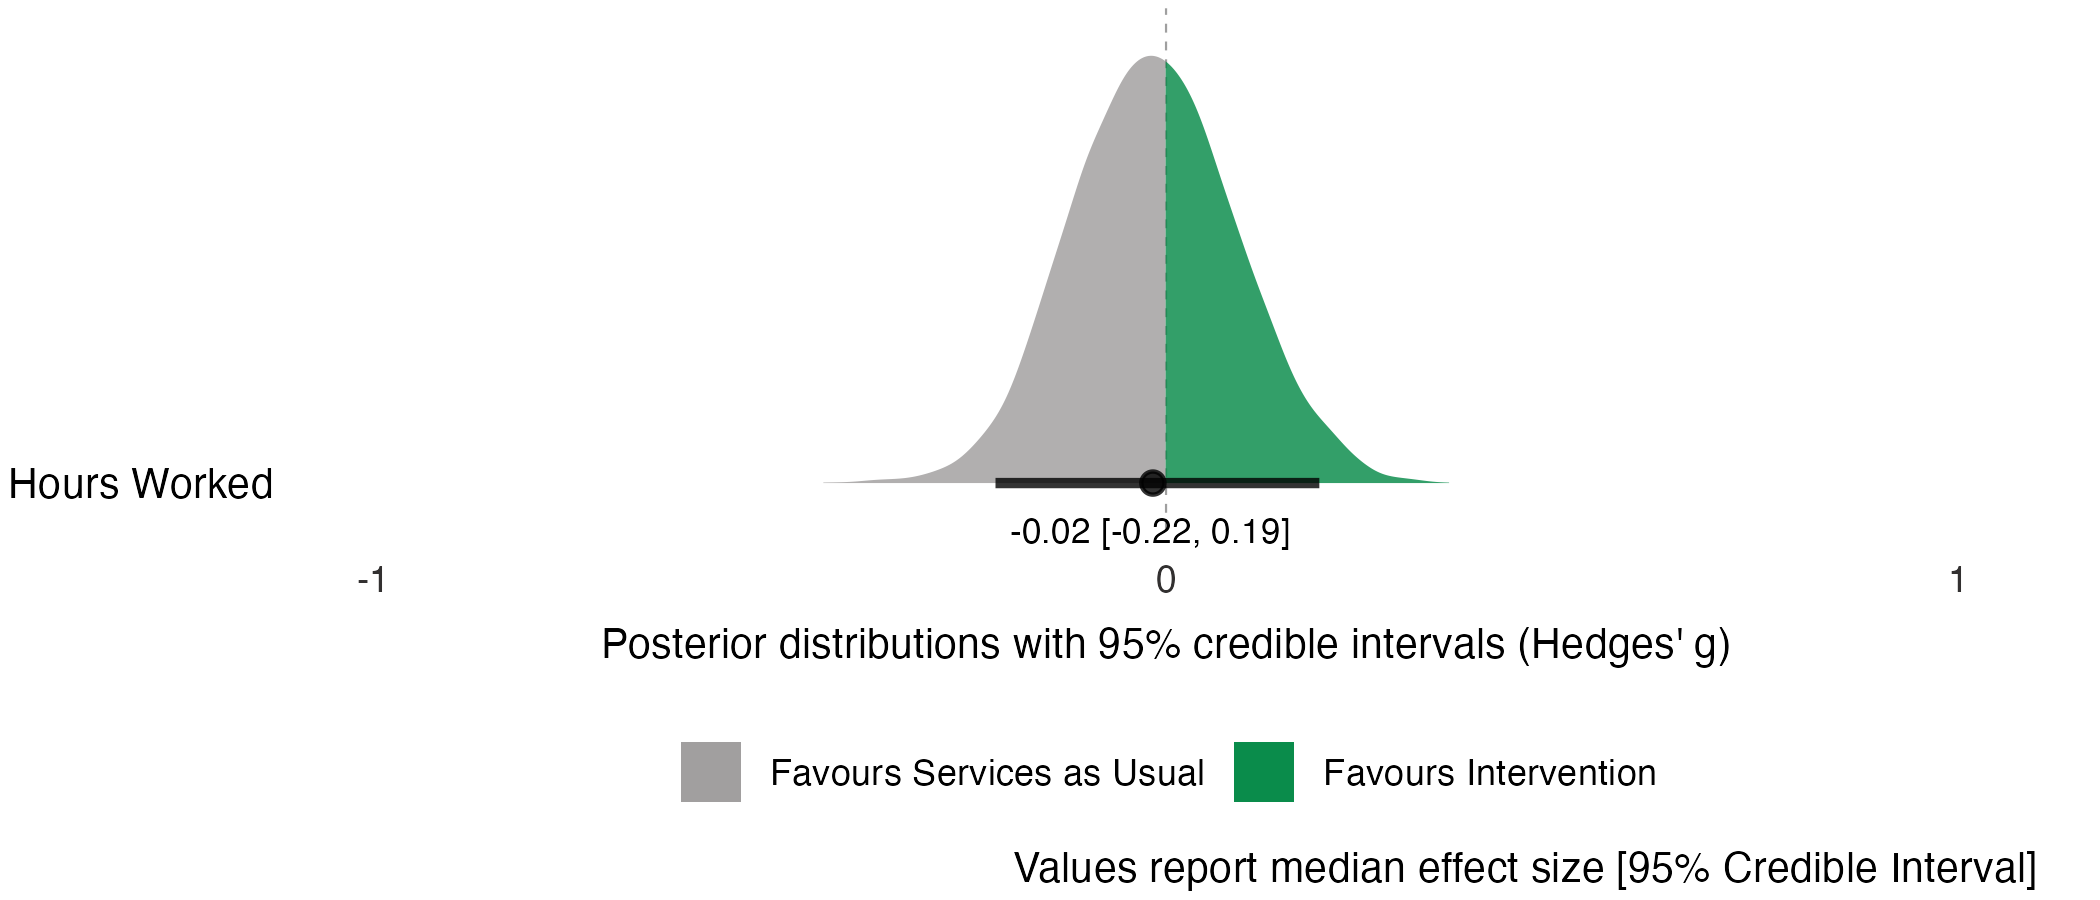 Hours Worked
-0.02 [-0.22, 0.19]
-1 0 1
Posterior distributions with 95% credible intervals (Hedges' g)
Favours Services as Usual Favours Intervention
Values report median effect size [95% Credible Interval]